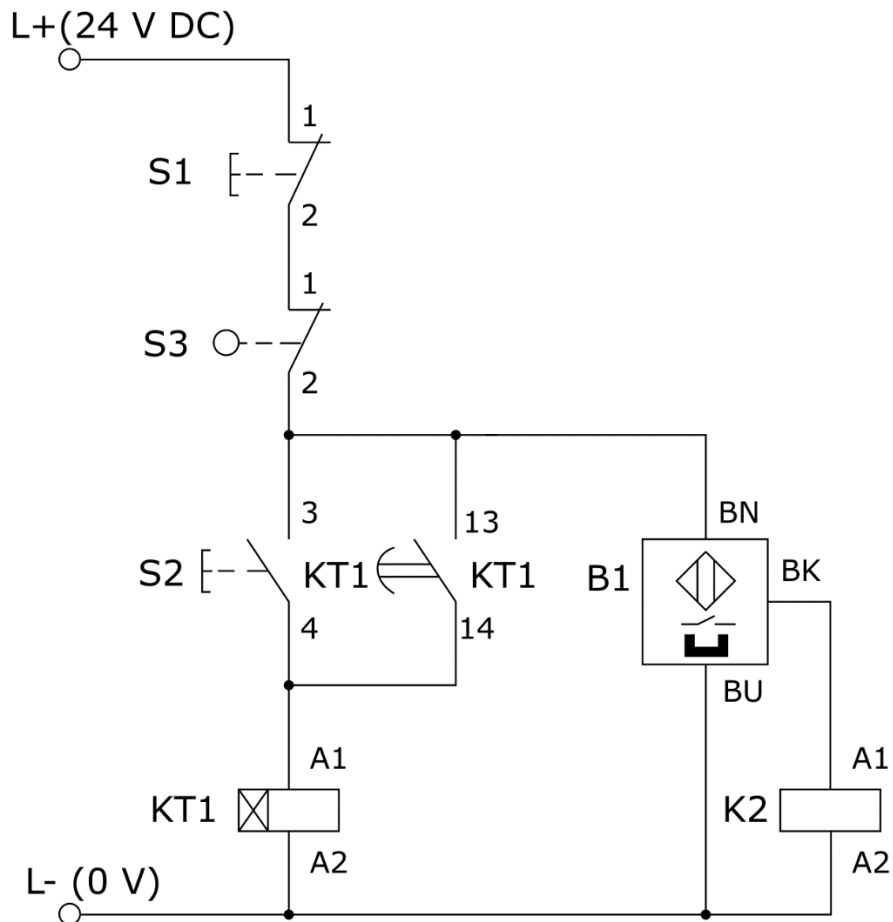 L+(24 V DC)
1
S1
2
1
S3
2
3
13
BN
S2
KT1
KT1
B1
BK
4
14
BU
A1
A1
KT1
K2
A2
A2
L- (0 V)